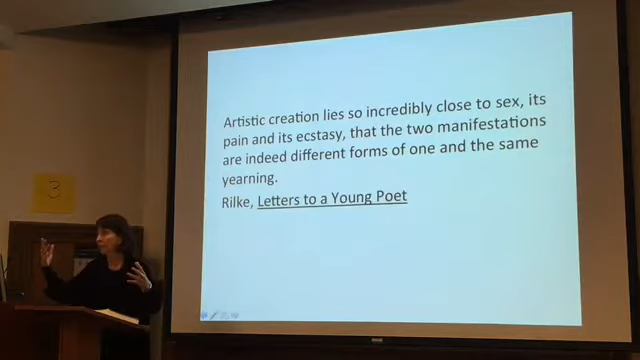 Artistic creation lies so incredibly close to sex, its
pain and its ecstasy, that the two manifestations
are indeed different forms of one and the same
yearning.
Rilke, Letters to a Young Poet
3